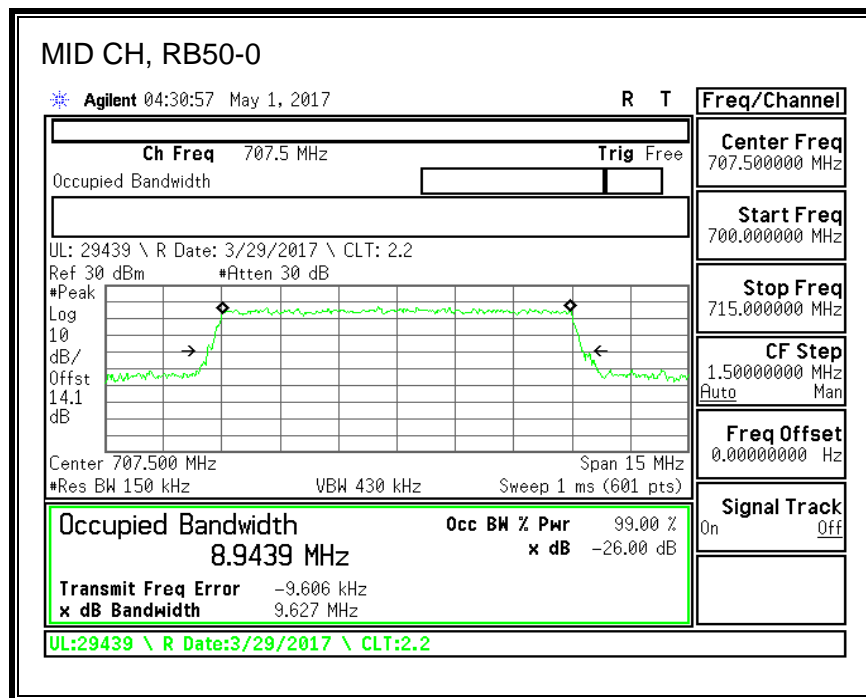 MID CH, RB50-0
Agilent 04:30:57 May 1, 2017 R T
Freq/Channel
Ch Freq 707.5 MHz Trig Free
Occupied Bandwidth
UL: 29439 \ R Date: 3/29/2017 \ CLT: 2.2
Ref 30 dBm #Atten 30 dB
#Peak
Log
10
dB/
Offst
14.1
dB
Center 707.500 MHz Span 15 MHz
#Res BW 150 kHz VBW 430 kHz Sweep 1 ms (601 pts)
Occupied Bandwidth Occ BW % Pwr 99.00 %
8.9439 MHz x dB -26.00 dB
Transmit Freq Error -9.606 kHz
x dB Bandwidth 9.627 MHz
UL:29439 \ R Date:3/29/2017 \ CLT:2.2
Center Freq
707.500000 MHz
Start Freq
700.000000 MHz
Stop Freq
715.000000 MHz
CF Step
1.50000000 MHz
Auto Man
Freq Offset
0.00000000 Hz
Signal Track
On Off